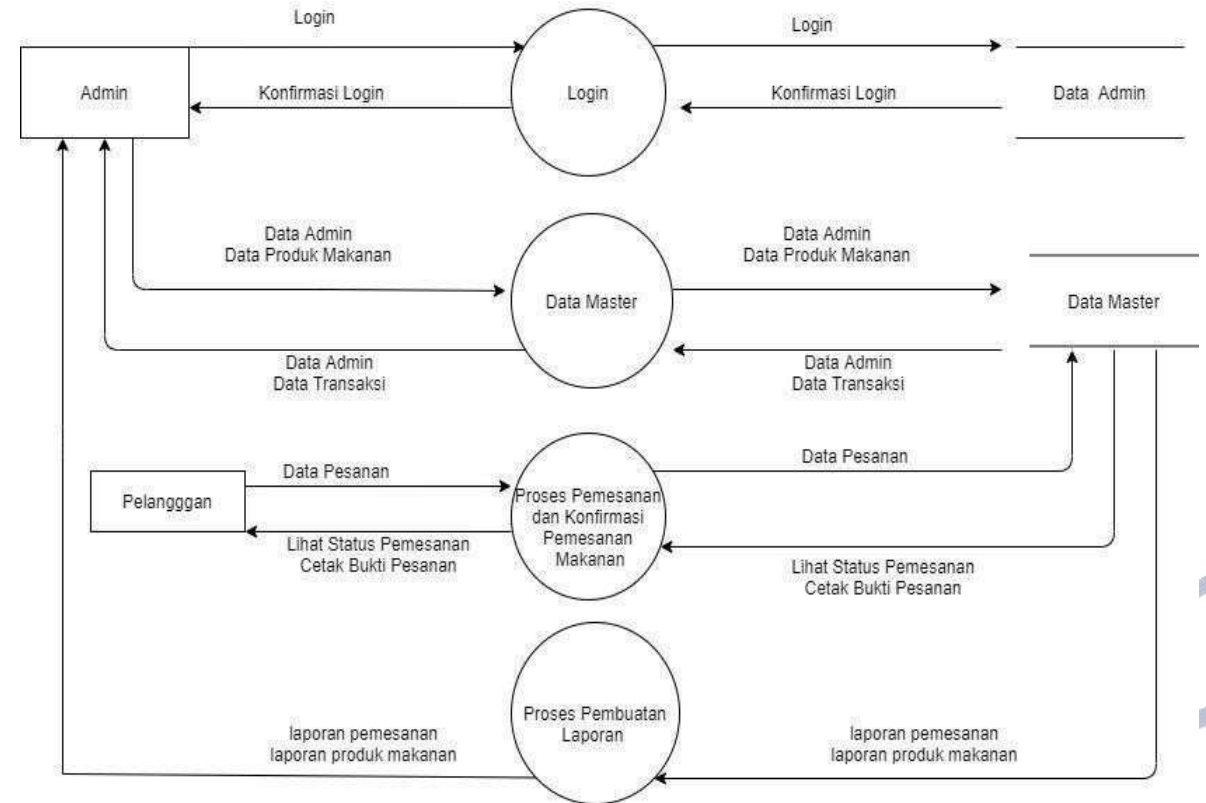 Login
Login
Admin
Konfirmasi Login
Login
Konfirmasi Login
Data Admin
Data Admin
Data Produk Makanan
Data Admin
Data Produk Makanan
Data Master
Data Master
Data Admin
Data Transaksi
Data Admin
Data Transaksi
Data Pesanan
Data Pesanan
Pelangggan
Proses Pemesanan
dan Konfirmasi
Pemesanan
Makanan
Lihat Status Pemesanan
Cetak Bukti Pesanan
Lihat Status Pemesanan
Cetak Bukti Pesanan
Proses Pembuatan
Laporan
laporan pemesanan
laporan produk makanan
laporan pemesanan
laporan produk makanan